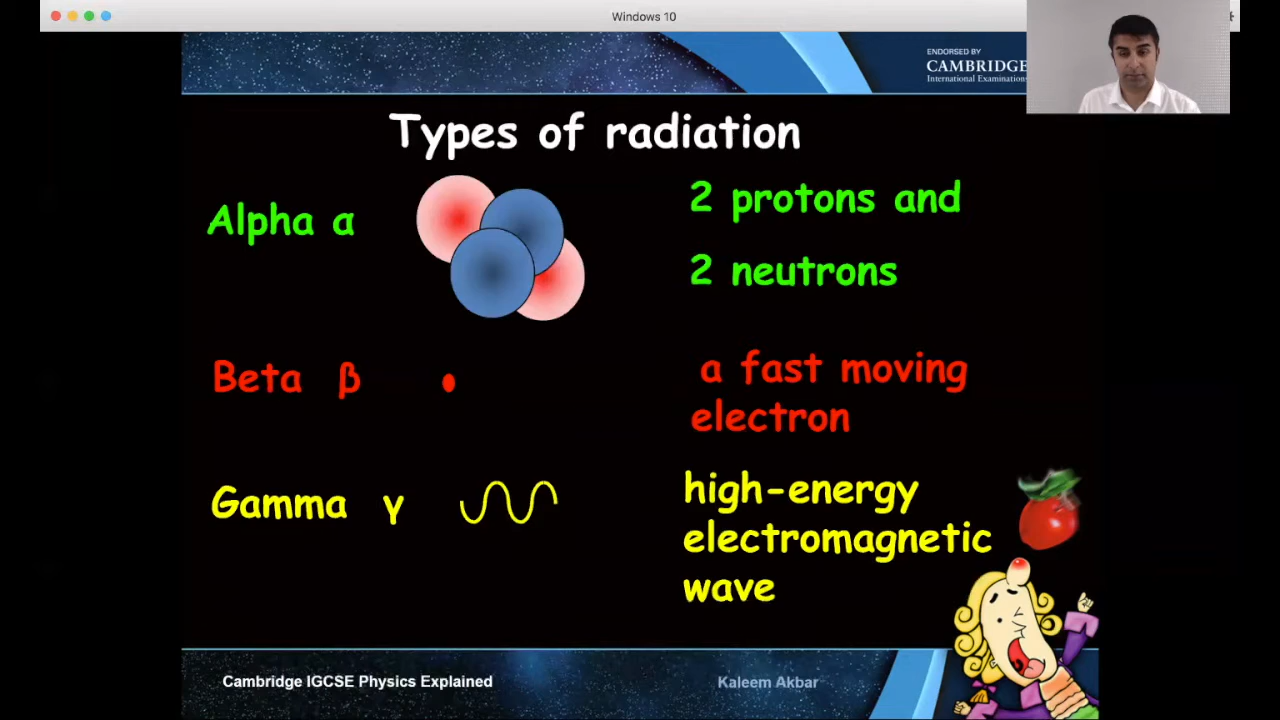 Windows 10
ENDORSED BY
CAMBRIDGE
International Examinations
Types of radiation
Alpha α
2 protons and
2 neutrons
Beta β
a fast moving
electron
Gamma γ
high-energy
electromagnetic
wave
Cambridge IGCSE Physics Explained
Kaleem Akbar